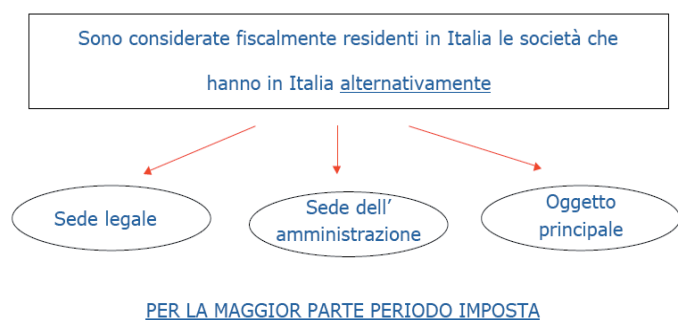 Sono considerate fiscalmente residenti in Italia le società che
hanno in Italia alternativamente
Sede legale
Sede dell’
amministrazione
Oggetto
principale
PER LA MAGGIOR PARTE PERIODO IMPOSTA